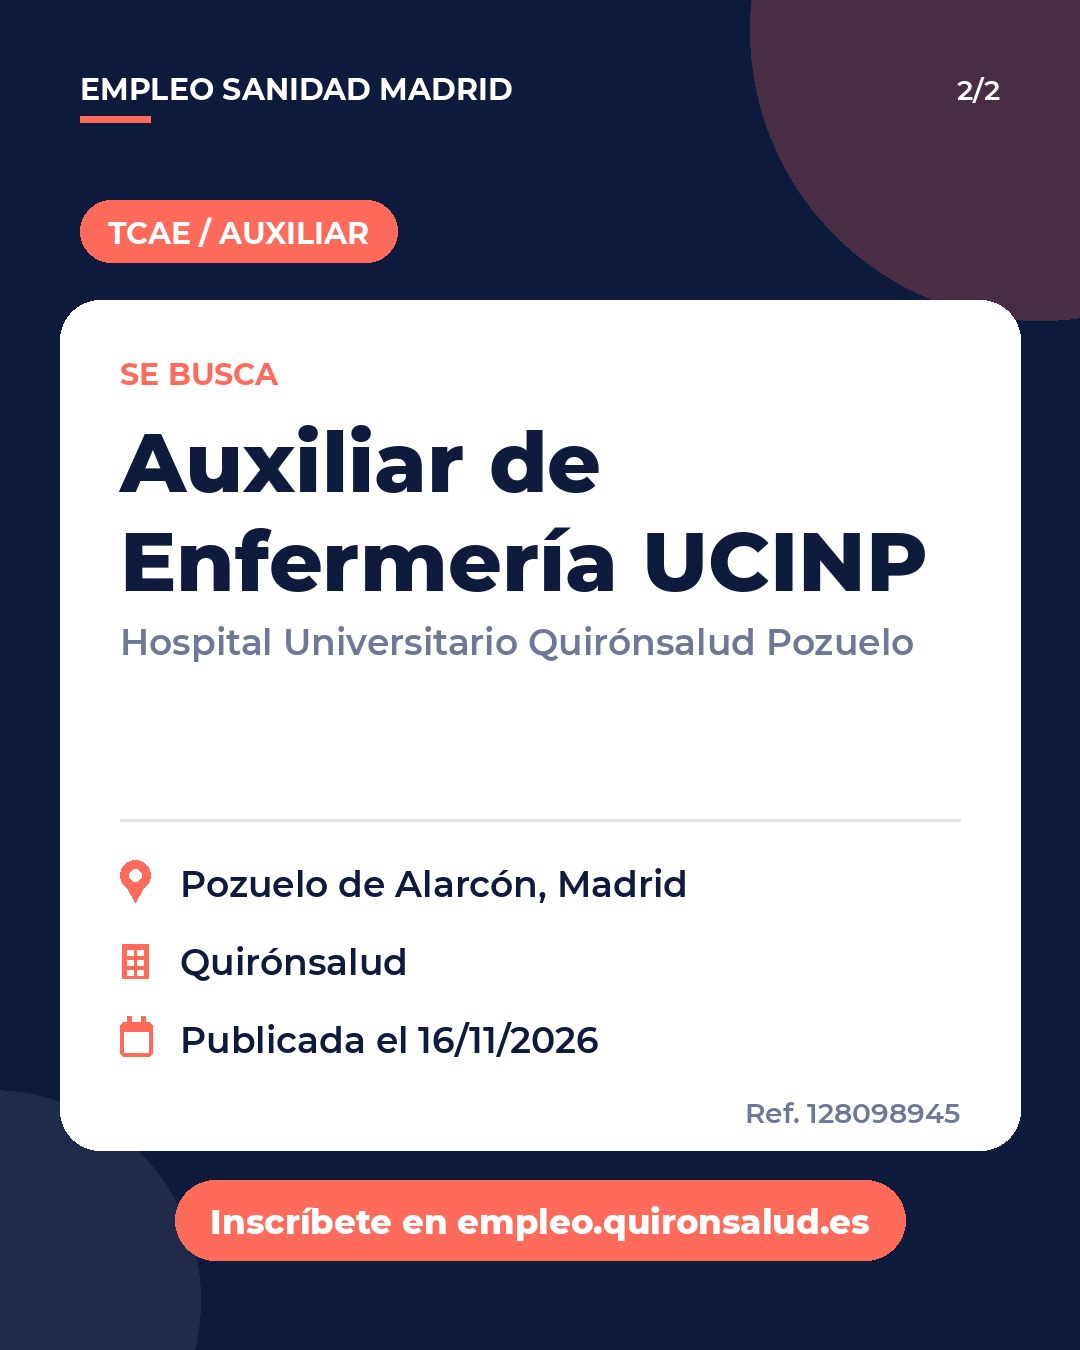 EMPLEO SANIDAD MADRID
2/2
TCAE / AUXILIAR
SE BUSCA
Auxiliar de
Enfermería UCINP
Hospital Universitario Quirónsalud Pozuelo
Pozuelo de Alarcón, Madrid
Quirónsalud
Publicada el 16/11/2026
Ref. 128098945
Inscríbete en empleo.quironsalud.es